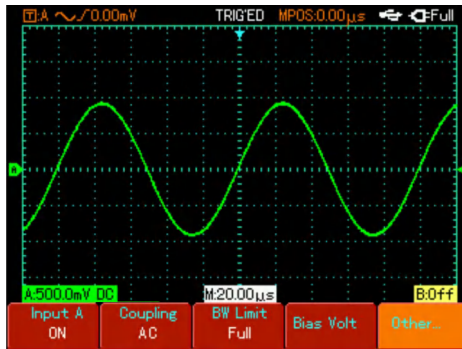 T:A 0.00mV TRIG'ED MPOS:0.00µs Full
A
A:500.0mV DC M:20.00µs B:Off
Input A Coupling BW Limit Bias Volt Other...
ON AC Full